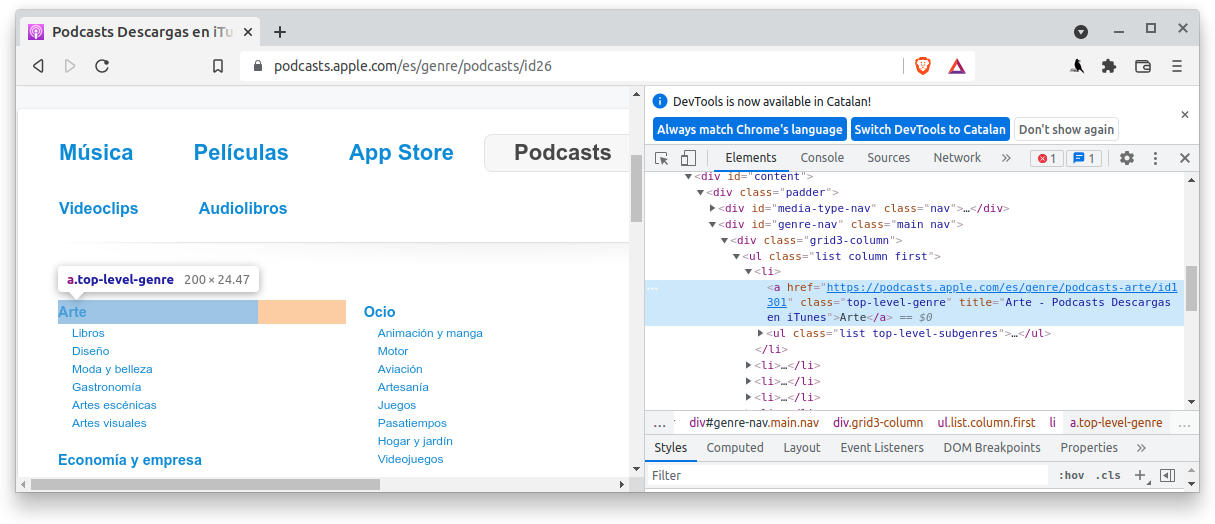 Podcasts Descargas en iTu
podcasts.apple.com/es/genre/podcasts/id26
Música
Películas
App Store
Podcasts
Videoclips
Audiolibros
a.top-level-genre 200 × 24.47
Arte
Libros
Diseño
Moda y belleza
Gastronomía
Artes escénicas
Artes visuales
Economía y empresa
Ocio
Animación y manga
Motor
Aviación
Artesanía
Juegos
Pasatiempos
Hogar y jardín
Videojuegos
DevTools is now available in Catalan!
Always match Chrome's language
Switch DevTools to Catalan
Don't show again
Elements Console Sources Network » 1 1
<div id="content">
<div class="padder">
<div id="media-type-nav" class="nav">…</div>
<div id="genre-nav" class="main nav">
<div class="grid3-column">
<ul class="list column first">
<li>
<a href="https://podcasts.apple.com/es/genre/podcasts-arte/id1
301" class="top-level-genre" title="Arte - Podcasts Descargas
en iTunes">Arte</a> == $0
<ul class="list top-level-subgenres">…</ul>
</li>
<li>…</li>
<li>…</li>
<li>…</li>
… div#genre-nav.main.nav div.grid3-column ul.list.column.first li a.top-level-genre …
Styles Computed Layout Event Listeners DOM Breakpoints Properties »
Filter :hov .cls +